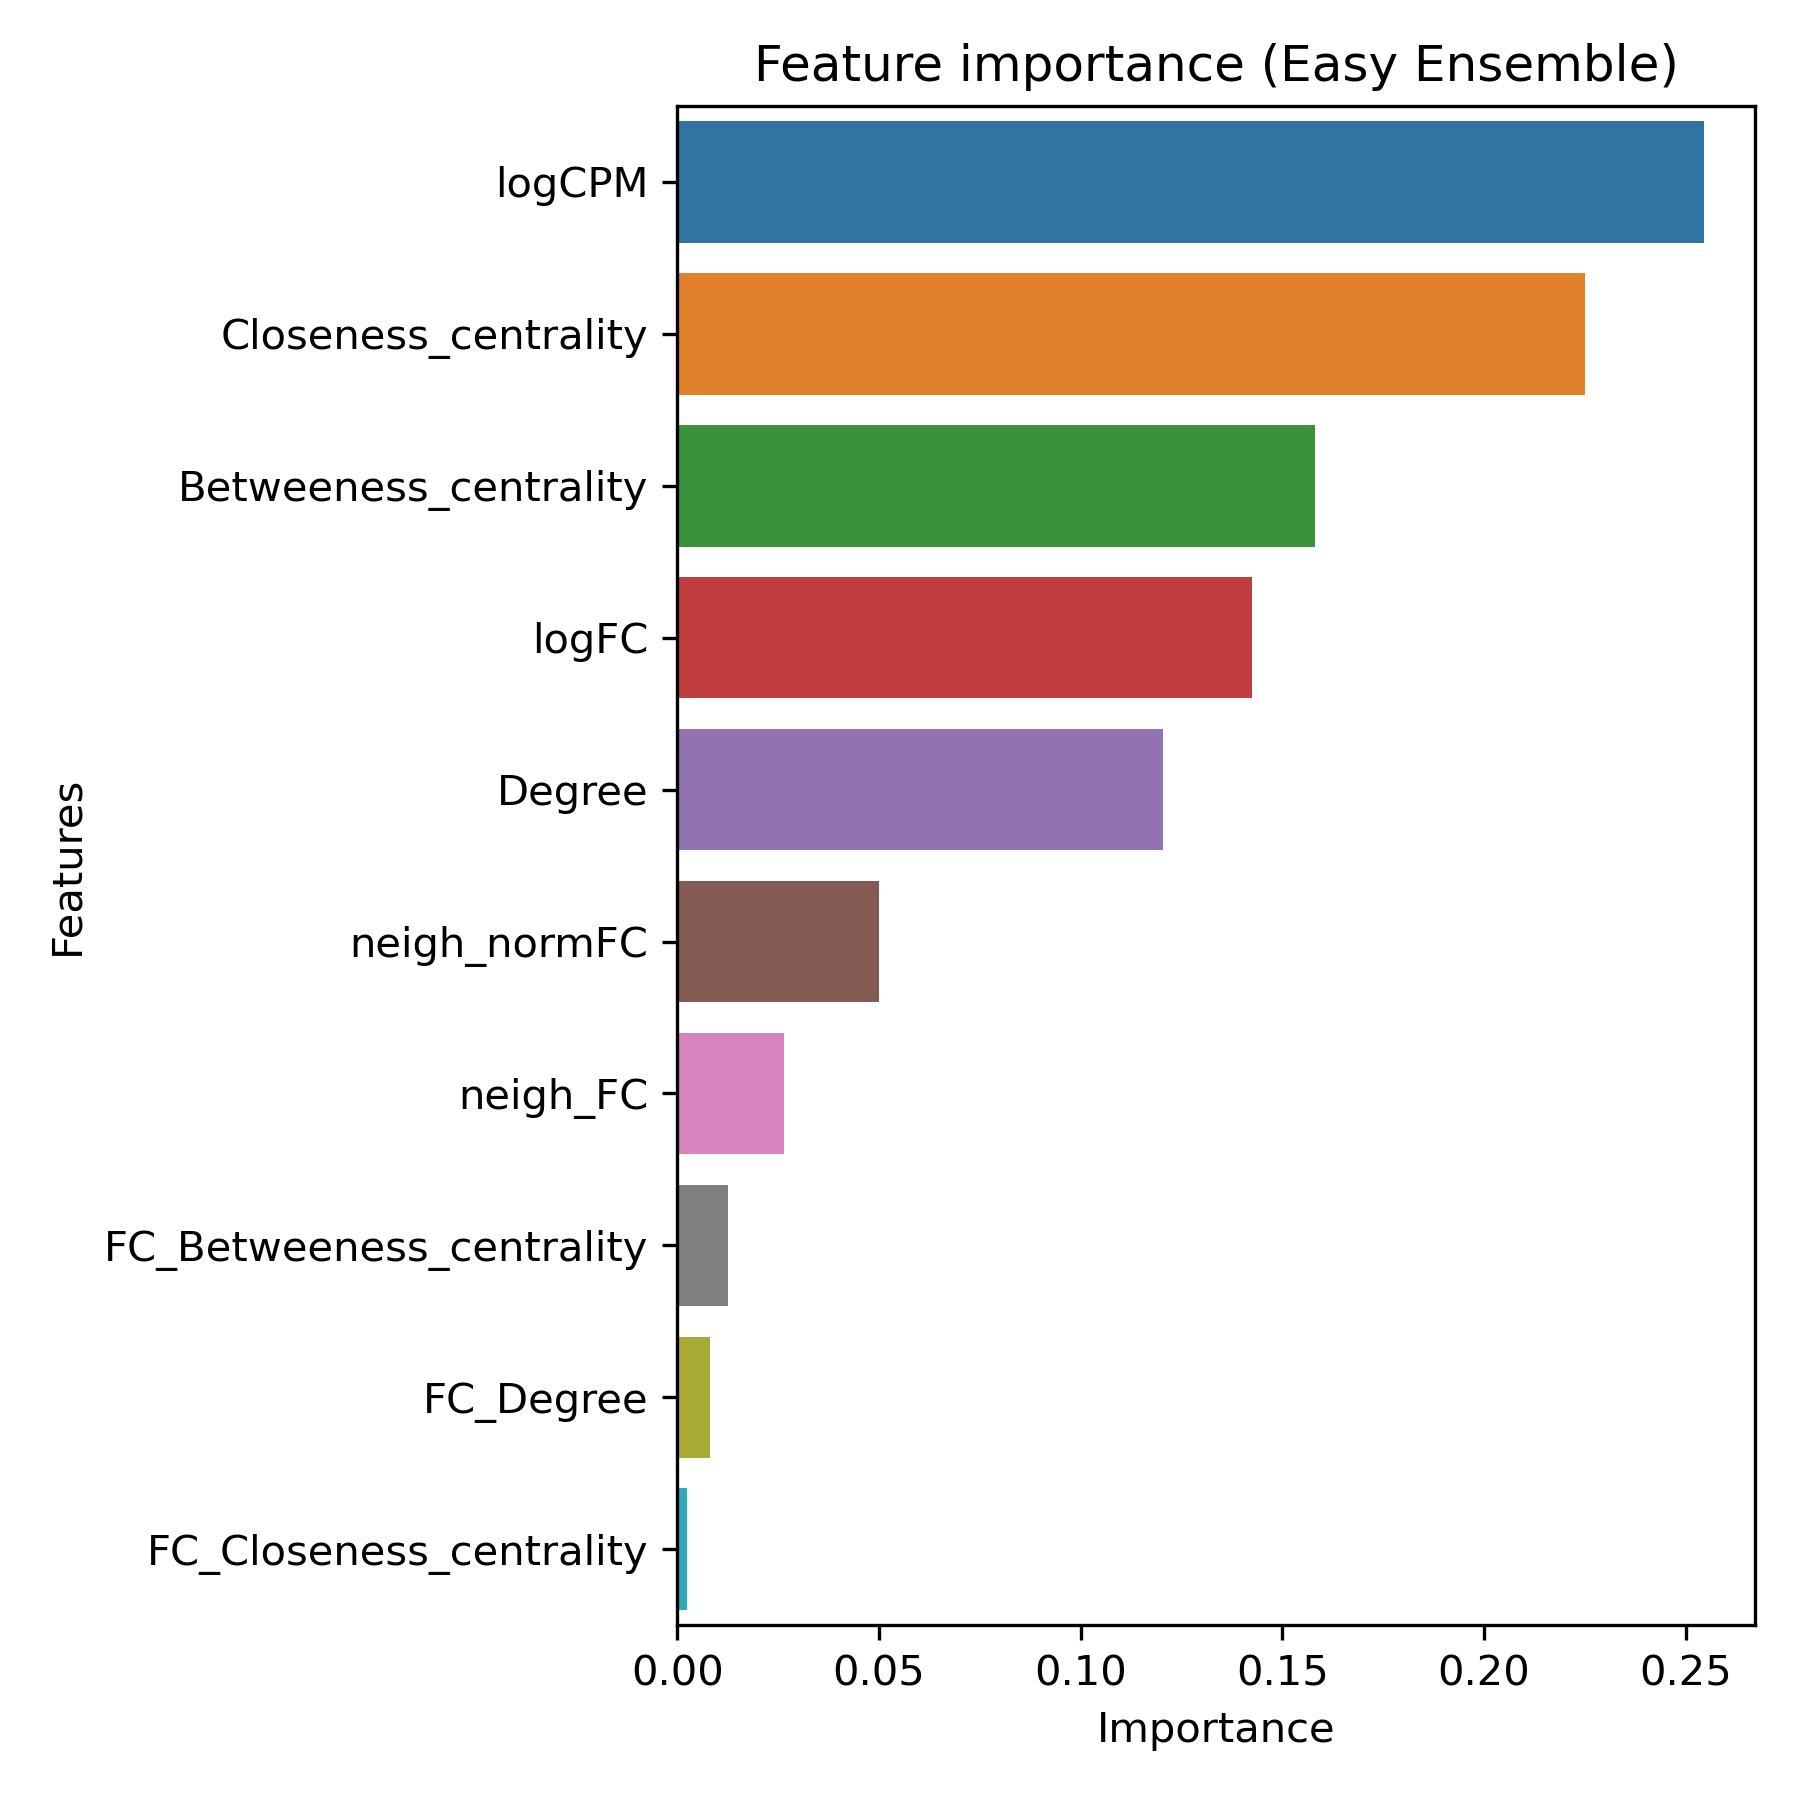 Feature importance (Easy Ensemble)
logCPM
Closeness_centrality
Betweeness_centrality
logFC
Degree
neigh_normFC
neigh_FC
FC_Betweeness_centrality
FC_Degree
FC_Closeness_centrality
Features
0.00 0.05 0.10 0.15 0.20 0.25
Importance